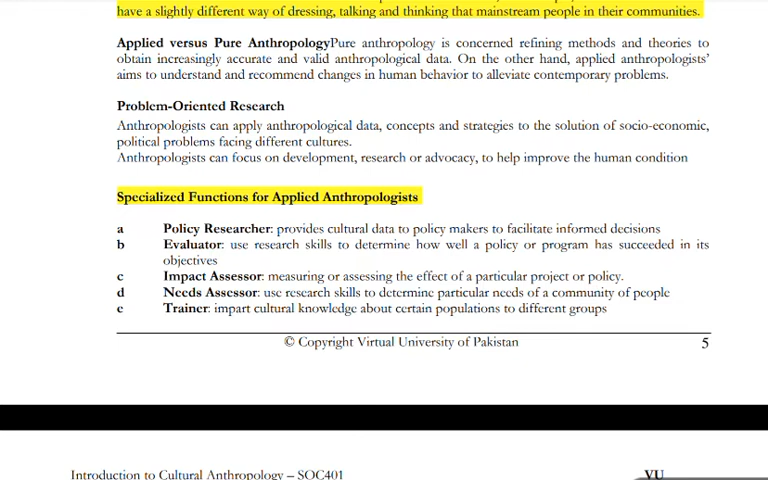 have a slightly different way of dressing, talking and thinking that mainstream people in their communities.
Applied versus Pure AnthropologyPure anthropology is concerned refining methods and theories to
obtain increasingly accurate and valid anthropological data. On the other hand, applied anthropologists'
aims to understand and recommend changes in human behavior to alleviate contemporary problems.
Problem-Oriented Research
Anthropologists can apply anthropological data, concepts and strategies to the solution of socio-economic,
political problems facing different cultures.
Anthropologists can focus on development, research or advocacy, to help improve the human condition
Specialized Functions for Applied Anthropologists
a Policy Researcher: provides cultural data to policy makers to facilitate informed decisions
b Evaluator: use research skills to determine how well a policy or program has succeeded in its
objectives
c Impact Assessor: measuring or assessing the effect of a particular project or policy.
d Needs Assessor: use research skills to determine particular needs of a community of people
e Trainer: impart cultural knowledge about certain populations to different groups
© Copyright Virtual University of Pakistan 5
Introduction to Cultural Anthropology – SOC401 VU